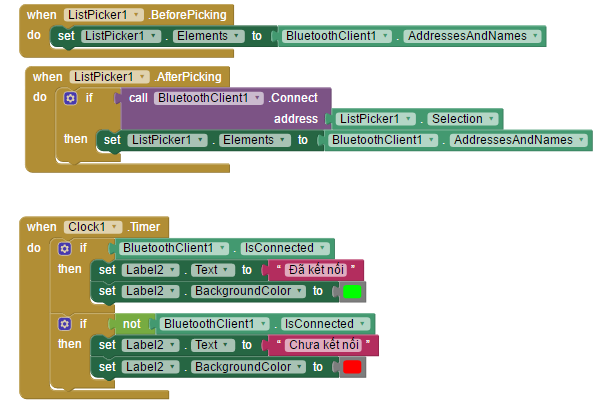 when ListPicker1 .BeforePicking
do set ListPicker1 . Elements to BluetoothClient1 . AddressesAndNames
when ListPicker1 .AfterPicking
do if call BluetoothClient1 .Connect
address ListPicker1 . Selection
then set ListPicker1 . Elements to BluetoothClient1 . AddressesAndNames
when Clock1 .Timer
do if BluetoothClient1 . IsConnected
then set Label2 . Text to “ Đã kết nối ”
set Label2 . BackgroundColor to
if not BluetoothClient1 . IsConnected
then set Label2 . Text to “ Chưa kết nối ”
set Label2 . BackgroundColor to